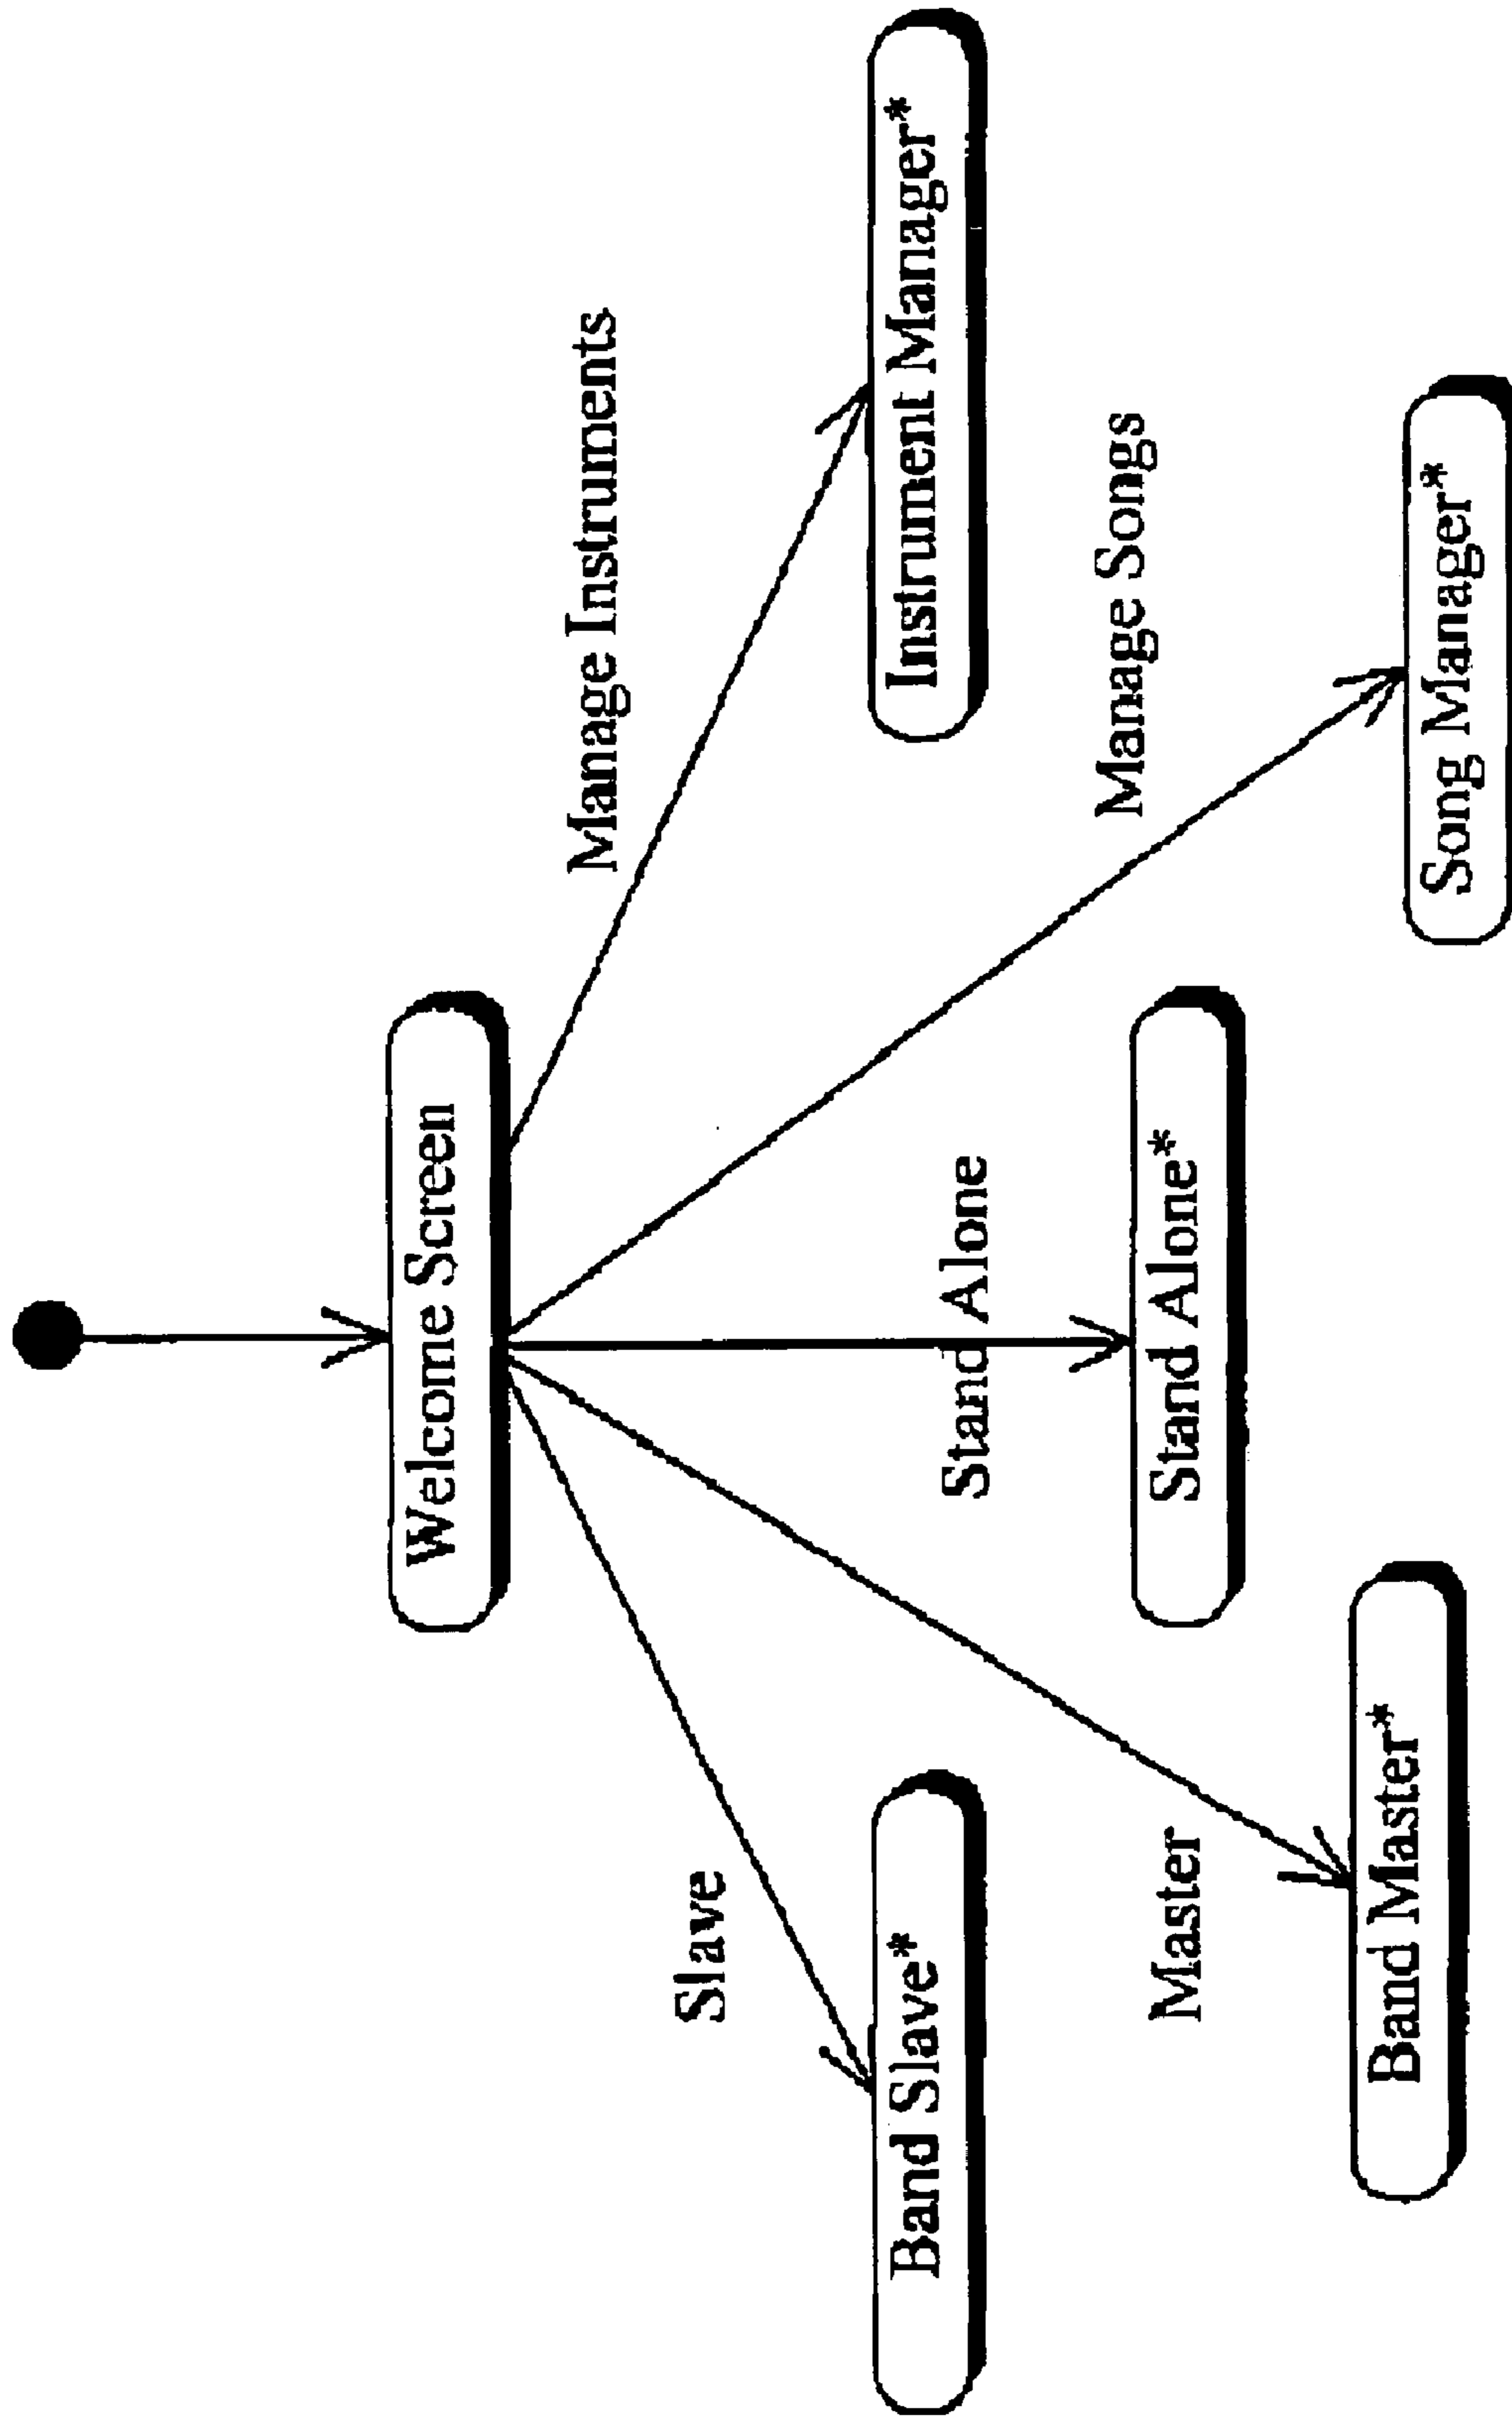 Welcome Screen
Slave
Manage Instruments
Band Slave*
Instrument Manager*
Stand Alone
Manage Songs
Master
Stand Alone*
Band Master*
Song Manager*